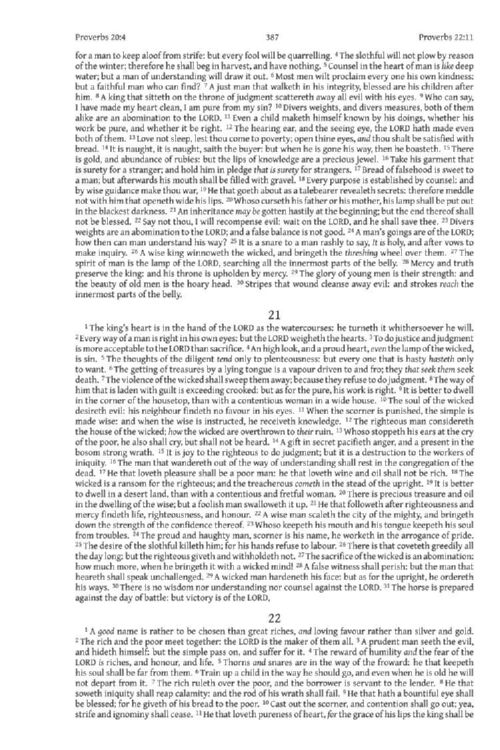 Proverbs 20:4 387 Proverbs 22:11
for a man to keep aloof from strife: but every fool will be quarrelling. 4 The slothful will not plow by reason
of the winter: therefore he shall beg in harvest, and have nothing. 5 Counsel in the heart of man is like deep
water; but a man of understanding will draw it out. 6 Most men wilt proclaim every one his own kindness:
but a faithful man who can find? 7 A just man that walketh in his integrity, blessed are his children after
him. 8 A king that sitteth on the throne of judgment scattereth away all evil with his eyes. 9 Who can say,
I have made my heart clean, I am pure from my sin? 10 Divers weights, and divers measures, both of them
alike are an abomination to the LORD. 11 Even a child maketh himself known by his doings, whether his
work be pure, and whether it be right. 12 The hearing ear, and the seeing eye, the LORD hath made even
both of them. 13 Love not sleep, lest thou come to poverty; open thine eyes, and thou shalt be satisfied with
bread. 14 It is naught, it is naught, saith the buyer: but when he is gone his way, then he boasteth. 15 There
is gold, and abundance of rubies: but the lips of knowledge are a precious jewel. 16 Take his garment that
is surety for a stranger; and hold him in pledge that is surety for strangers. 17 Bread of falsehood is sweet to
a man; but afterwards his mouth shall be filled with gravel. 18 Every purpose is established by counsel: and
by wise guidance make thou war. 19 He that goeth about as a talebearer revealeth secrets: therefore meddle
not with him that openeth wide his lips. 20 Whoso curseth his father or his mother, his lamp shall be put out
in the blackest darkness. 21 An inheritance may be gotten hastily at the beginning; but the end thereof shall
not be blessed. 22 Say not thou, I will recompense evil: wait on the LORD, and he shall save thee. 23 Divers
weights are an abomination to the LORD; and a false balance is not good. 24 A man's goings are of the LORD;
how then can man understand his way? 25 It is a snare to a man rashly to say, It is holy, and after vows to
make inquiry. 26 A wise king winnoweth the wicked, and bringeth the threshing wheel over them. 27 The
spirit of man is the lamp of the LORD, searching all the innermost parts of the belly. 28 Mercy and truth
preserve the king: and his throne is upholden by mercy. 29 The glory of young men is their strength: and
the beauty of old men is the hoary head. 30 Stripes that wound cleanse away evil: and strokes reach the
innermost parts of the belly.
21
1 The king's heart is in the hand of the LORD as the watercourses: he turneth it whithersoever he will.
2 Every way of a man is right in his own eyes: but the LORD weigheth the hearts. 3 To do justice and judgment
is more acceptable to the LORD than sacrifice. 4 An high look, and a proud heart, even the lamp of the wicked,
is sin. 5 The thoughts of the diligent tend only to plenteousness: but every one that is hasty hasteth only
to want. 6 The getting of treasures by a lying tongue is a vapour driven to and fro; they that seek them seek
death. 7 The violence of the wicked shall sweep them away; because they refuse to do judgment. 8 The way of
him that is laden with guilt is exceeding crooked: but as for the pure, his work is right. 9 It is better to dwell
in the corner of the housetop, than with a contentious woman in a wide house. 10 The soul of the wicked
desireth evil: his neighbour findeth no favour in his eyes. 11 When the scorner is punished, the simple is
made wise: and when the wise is instructed, he receiveth knowledge. 12 The righteous man considereth
the house of the wicked; how the wicked are overthrown to their ruin. 13 Whoso stoppeth his ears at the cry
of the poor, he also shall cry, but shall not be heard. 14 A gift in secret pacifieth anger, and a present in the
bosom strong wrath. 15 It is joy to the righteous to do judgment; but it is a destruction to the workers of
iniquity. 16 The man that wandereth out of the way of understanding shall rest in the congregation of the
dead. 17 He that loveth pleasure shall be a poor man: he that loveth wine and oil shall not be rich. 18 The
wicked is a ransom for the righteous; and the treacherous cometh in the stead of the upright. 19 It is better
to dwell in a desert land, than with a contentious and fretful woman. 20 There is precious treasure and oil
in the dwelling of the wise; but a foolish man swalloweth it up. 21 He that followeth after righteousness and
mercy findeth life, righteousness, and honour. 22 A wise man scaleth the city of the mighty, and bringeth
down the strength of the confidence thereof. 23 Whoso keepeth his mouth and his tongue keepeth his soul
from troubles. 24 The proud and haughty man, scorner is his name, he worketh in the arrogance of pride.
25 The desire of the slothful killeth him; for his hands refuse to labour. 26 There is that coveteth greedily all
the day long: but the righteous giveth and withholdeth not. 27 The sacrifice of the wicked is an abomination:
how much more, when he bringeth it with a wicked mind! 28 A false witness shall perish: but the man that
heareth shall speak unchallenged. 29 A wicked man hardeneth his face: but as for the upright, he ordereth
his ways. 30 There is no wisdom nor understanding nor counsel against the LORD. 31 The horse is prepared
against the day of battle: but victory is of the LORD.
22
1 A good name is rather to be chosen than great riches, and loving favour rather than silver and gold.
2 The rich and the poor meet together: the LORD is the maker of them all. 3 A prudent man seeth the evil,
and hideth himself: but the simple pass on, and suffer for it. 4 The reward of humility and the fear of the
LORD is riches, and honour, and life. 5 Thorns and snares are in the way of the froward: he that keepeth
his soul shall be far from them. 6 Train up a child in the way he should go, and even when he is old he will
not depart from it. 7 The rich ruleth over the poor, and the borrower is servant to the lender. 8 He that
soweth iniquity shall reap calamity: and the rod of his wrath shall fail. 9 He that hath a bountiful eye shall
be blessed; for he giveth of his bread to the poor. 10 Cast out the scorner, and contention shall go out; yea,
strife and ignominy shall cease. 11 He that loveth pureness of heart, for the grace of his lips the king shall be